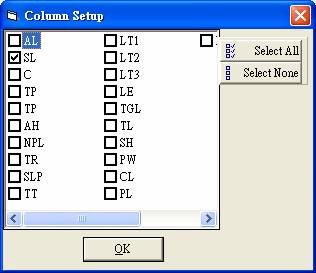 Column Setup
AL
SL
C
TP
TP
AH
NPL
TR
SLP
TT
LT1
LT2
LT3
LE
TGL
TL
SH
PW
CL
PL
Select All
Select None
OK